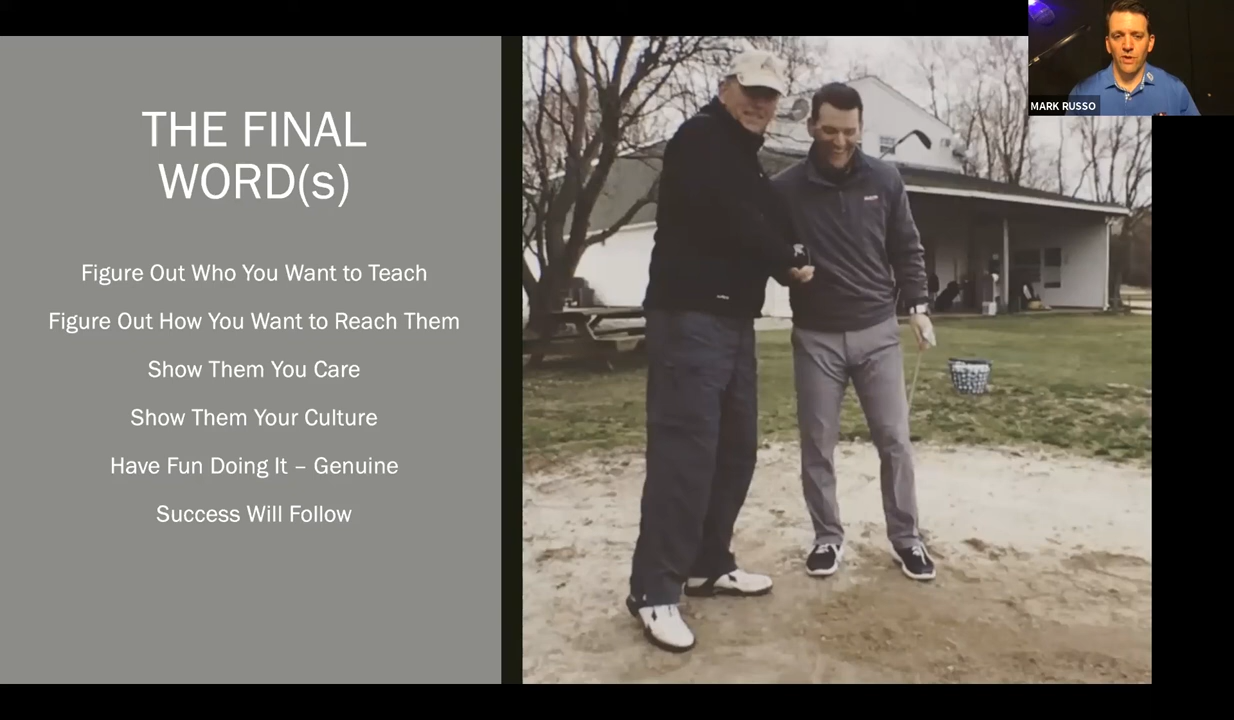 THE FINAL
WORD(s)
Figure Out Who You Want to Teach
Figure Out How You Want to Reach Them
Show Them You Care
Show Them Your Culture
Have Fun Doing It – Genuine
Success Will Follow
MARK RUSSO